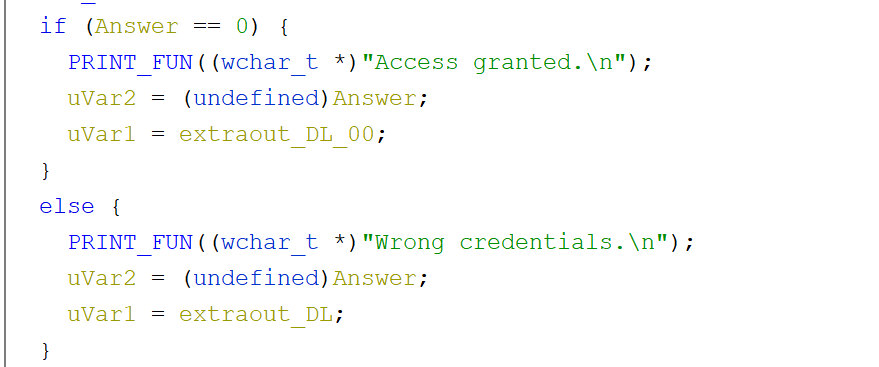 if (Answer == 0) {
PRINT_FUN((wchar_t *)"Access granted.\n");
uVar2 = (undefined)Answer;
uVar1 = extraout_DL_00;
}
else {
PRINT_FUN((wchar_t *)"Wrong credentials.\n");
uVar2 = (undefined)Answer;
uVar1 = extraout_DL;
}